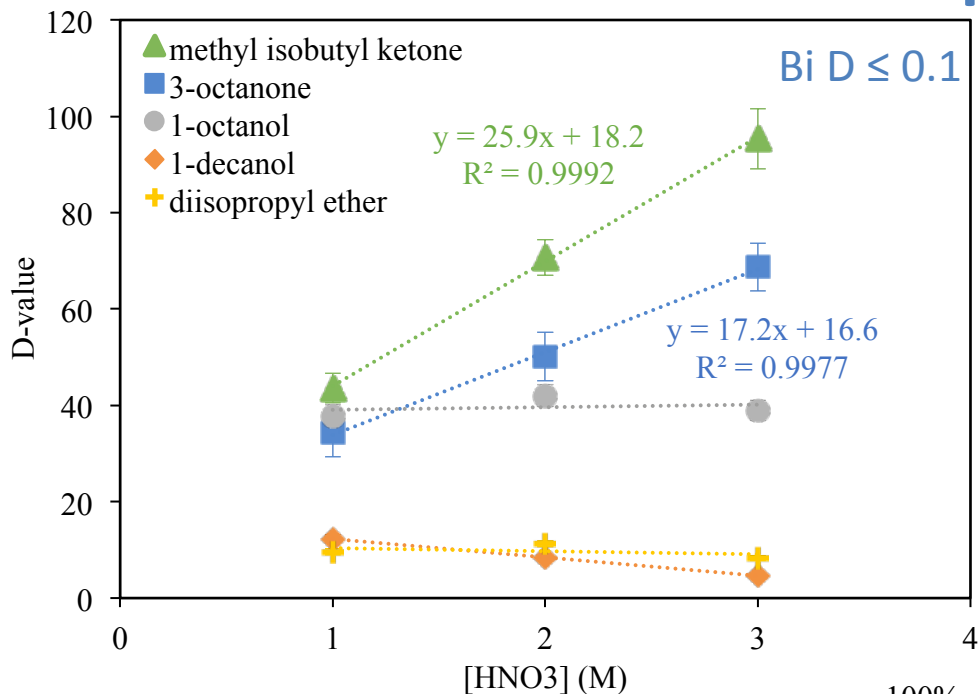 120
100
80
60
40
20
0
D-value
methyl isobutyl ketone
3-octanone
1-octanol
1-decanol
diisopropyl ether
Bi D ≤ 0.1
y = 25.9x + 18.2
R² = 0.9992
y = 17.2x + 16.6
R² = 0.9977
0 1 2 3 4
[HNO3] (M)